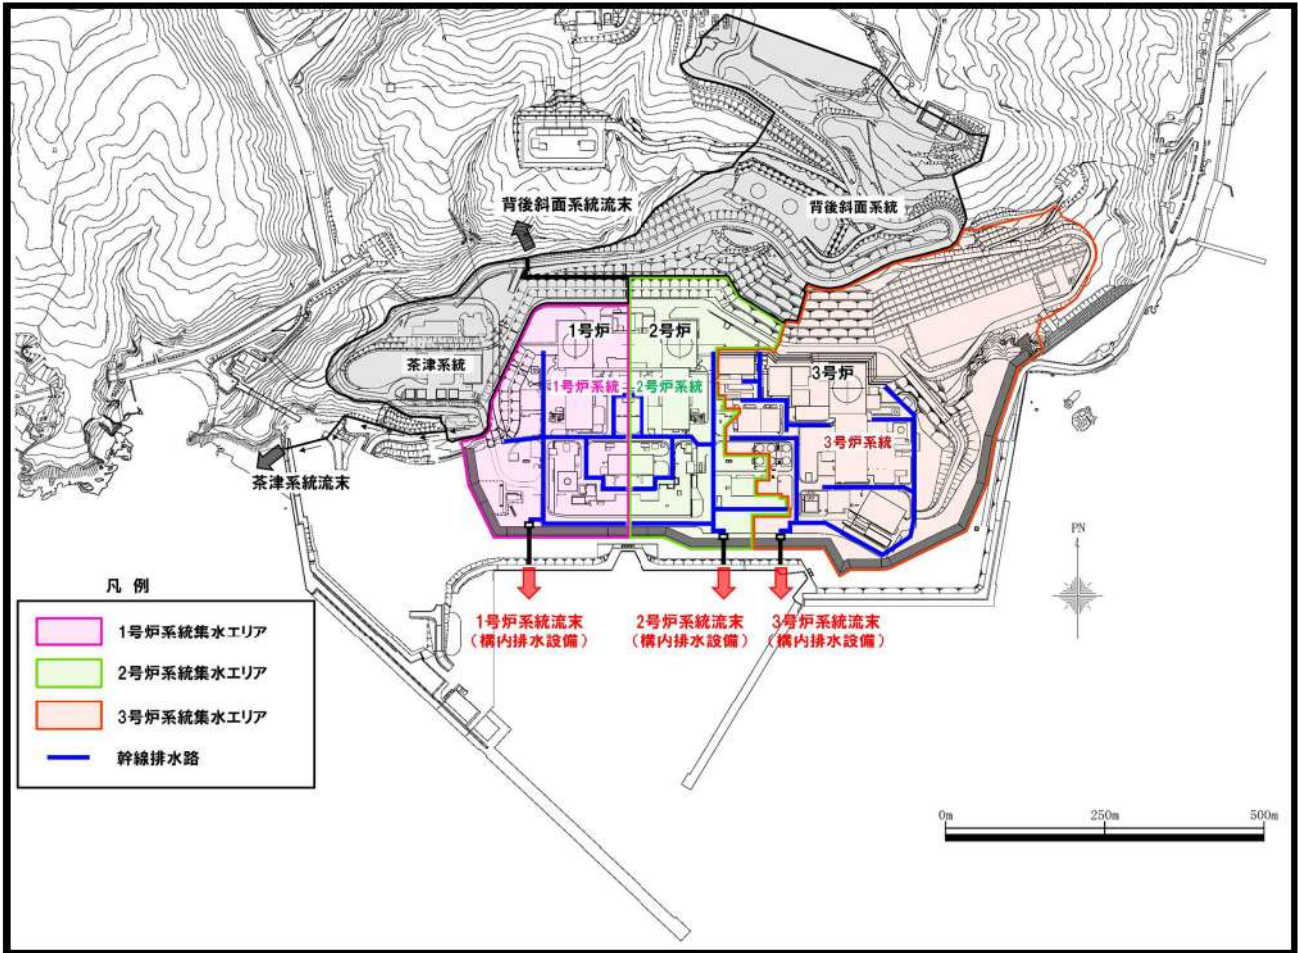 背後斜面系統流末
背後斜面系統
茶津系統
1号炉
2号炉
1号炉系統
2号炉系統
3号炉
3号炉系統
茶津系統流末
1号炉系統流末
(構内排水設備)
2号炉系統流末
(構内排水設備)
3号炉系統流末
(構内排水設備)
PN
凡 例
1号炉系統集水エリア
2号炉系統集水エリア
3号炉系統集水エリア
幹線排水路
0m
250m
500m